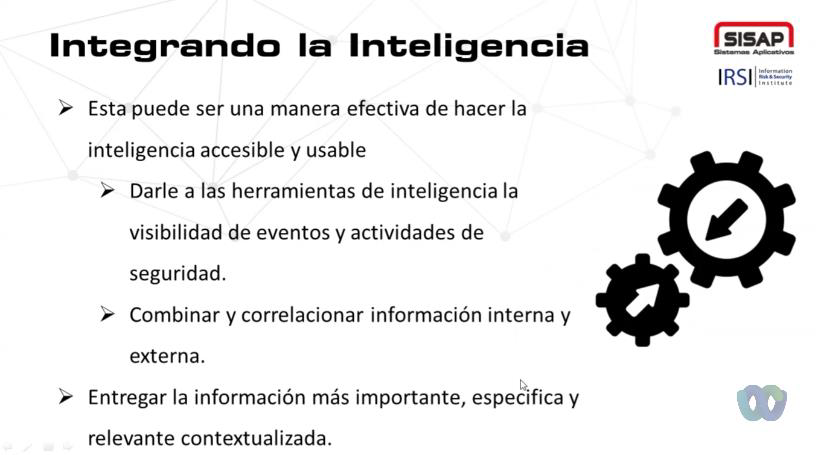 Integrando la Inteligencia
SISAP
Sistemas Aplicativos
IRSI Information
Risk & Security
Institute
➤ Esta puede ser una manera efectiva de hacer la
inteligencia accesible y usable
➤ Darle a las herramientas de inteligencia la
visibilidad de eventos y actividades de
seguridad.
➤ Combinar y correlacionar información interna y
externa.
➤ Entregar la información más importante, especifica y
relevante contextualizada.